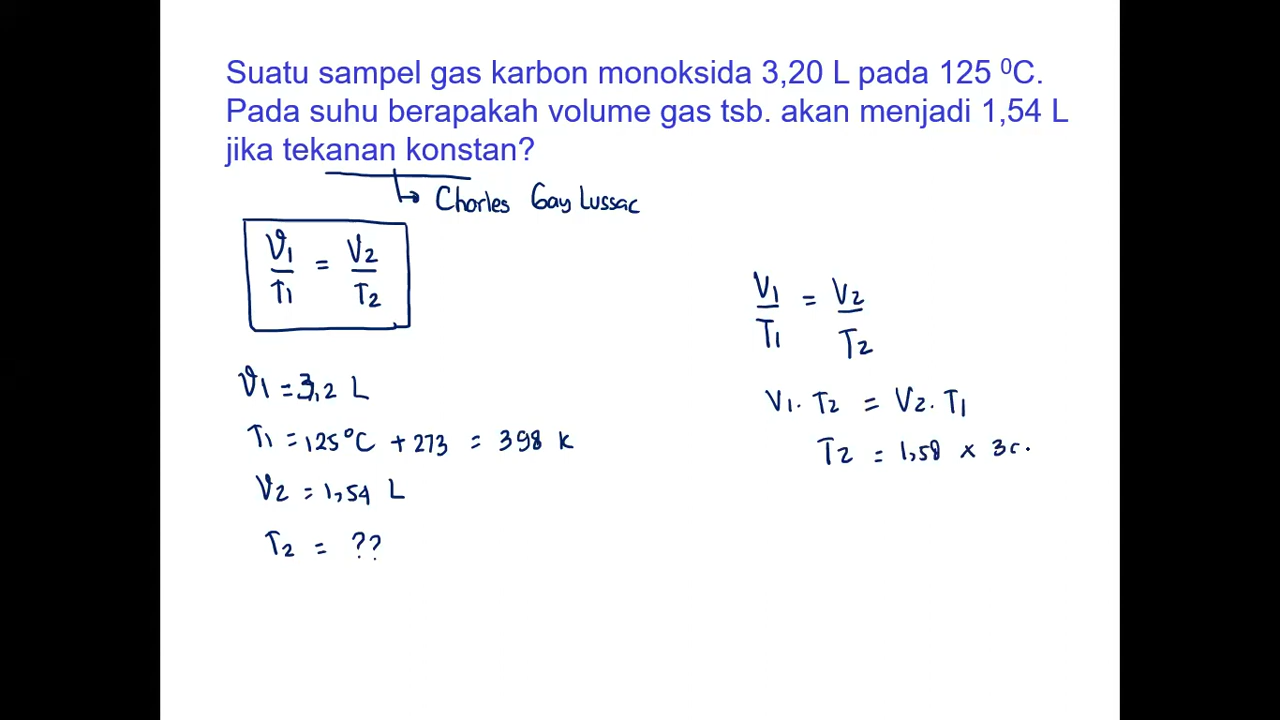 Suatu sampel gas karbon monoksida 3,20 L pada 125 ⁰C.
Pada suhu berapakah volume gas tsb. akan menjadi 1,54 L
jika tekanan konstan?
↳ Charles Gay Lussac
V1/T1 = V2/T2
V1 = 3,2 L
T1 = 125°C + 273 = 398 K
V2 = 1,54 L
T2 = ??
V1/T1 = V2/T2
V1. T2 = V2. T1
T2 = 1,58 x 3